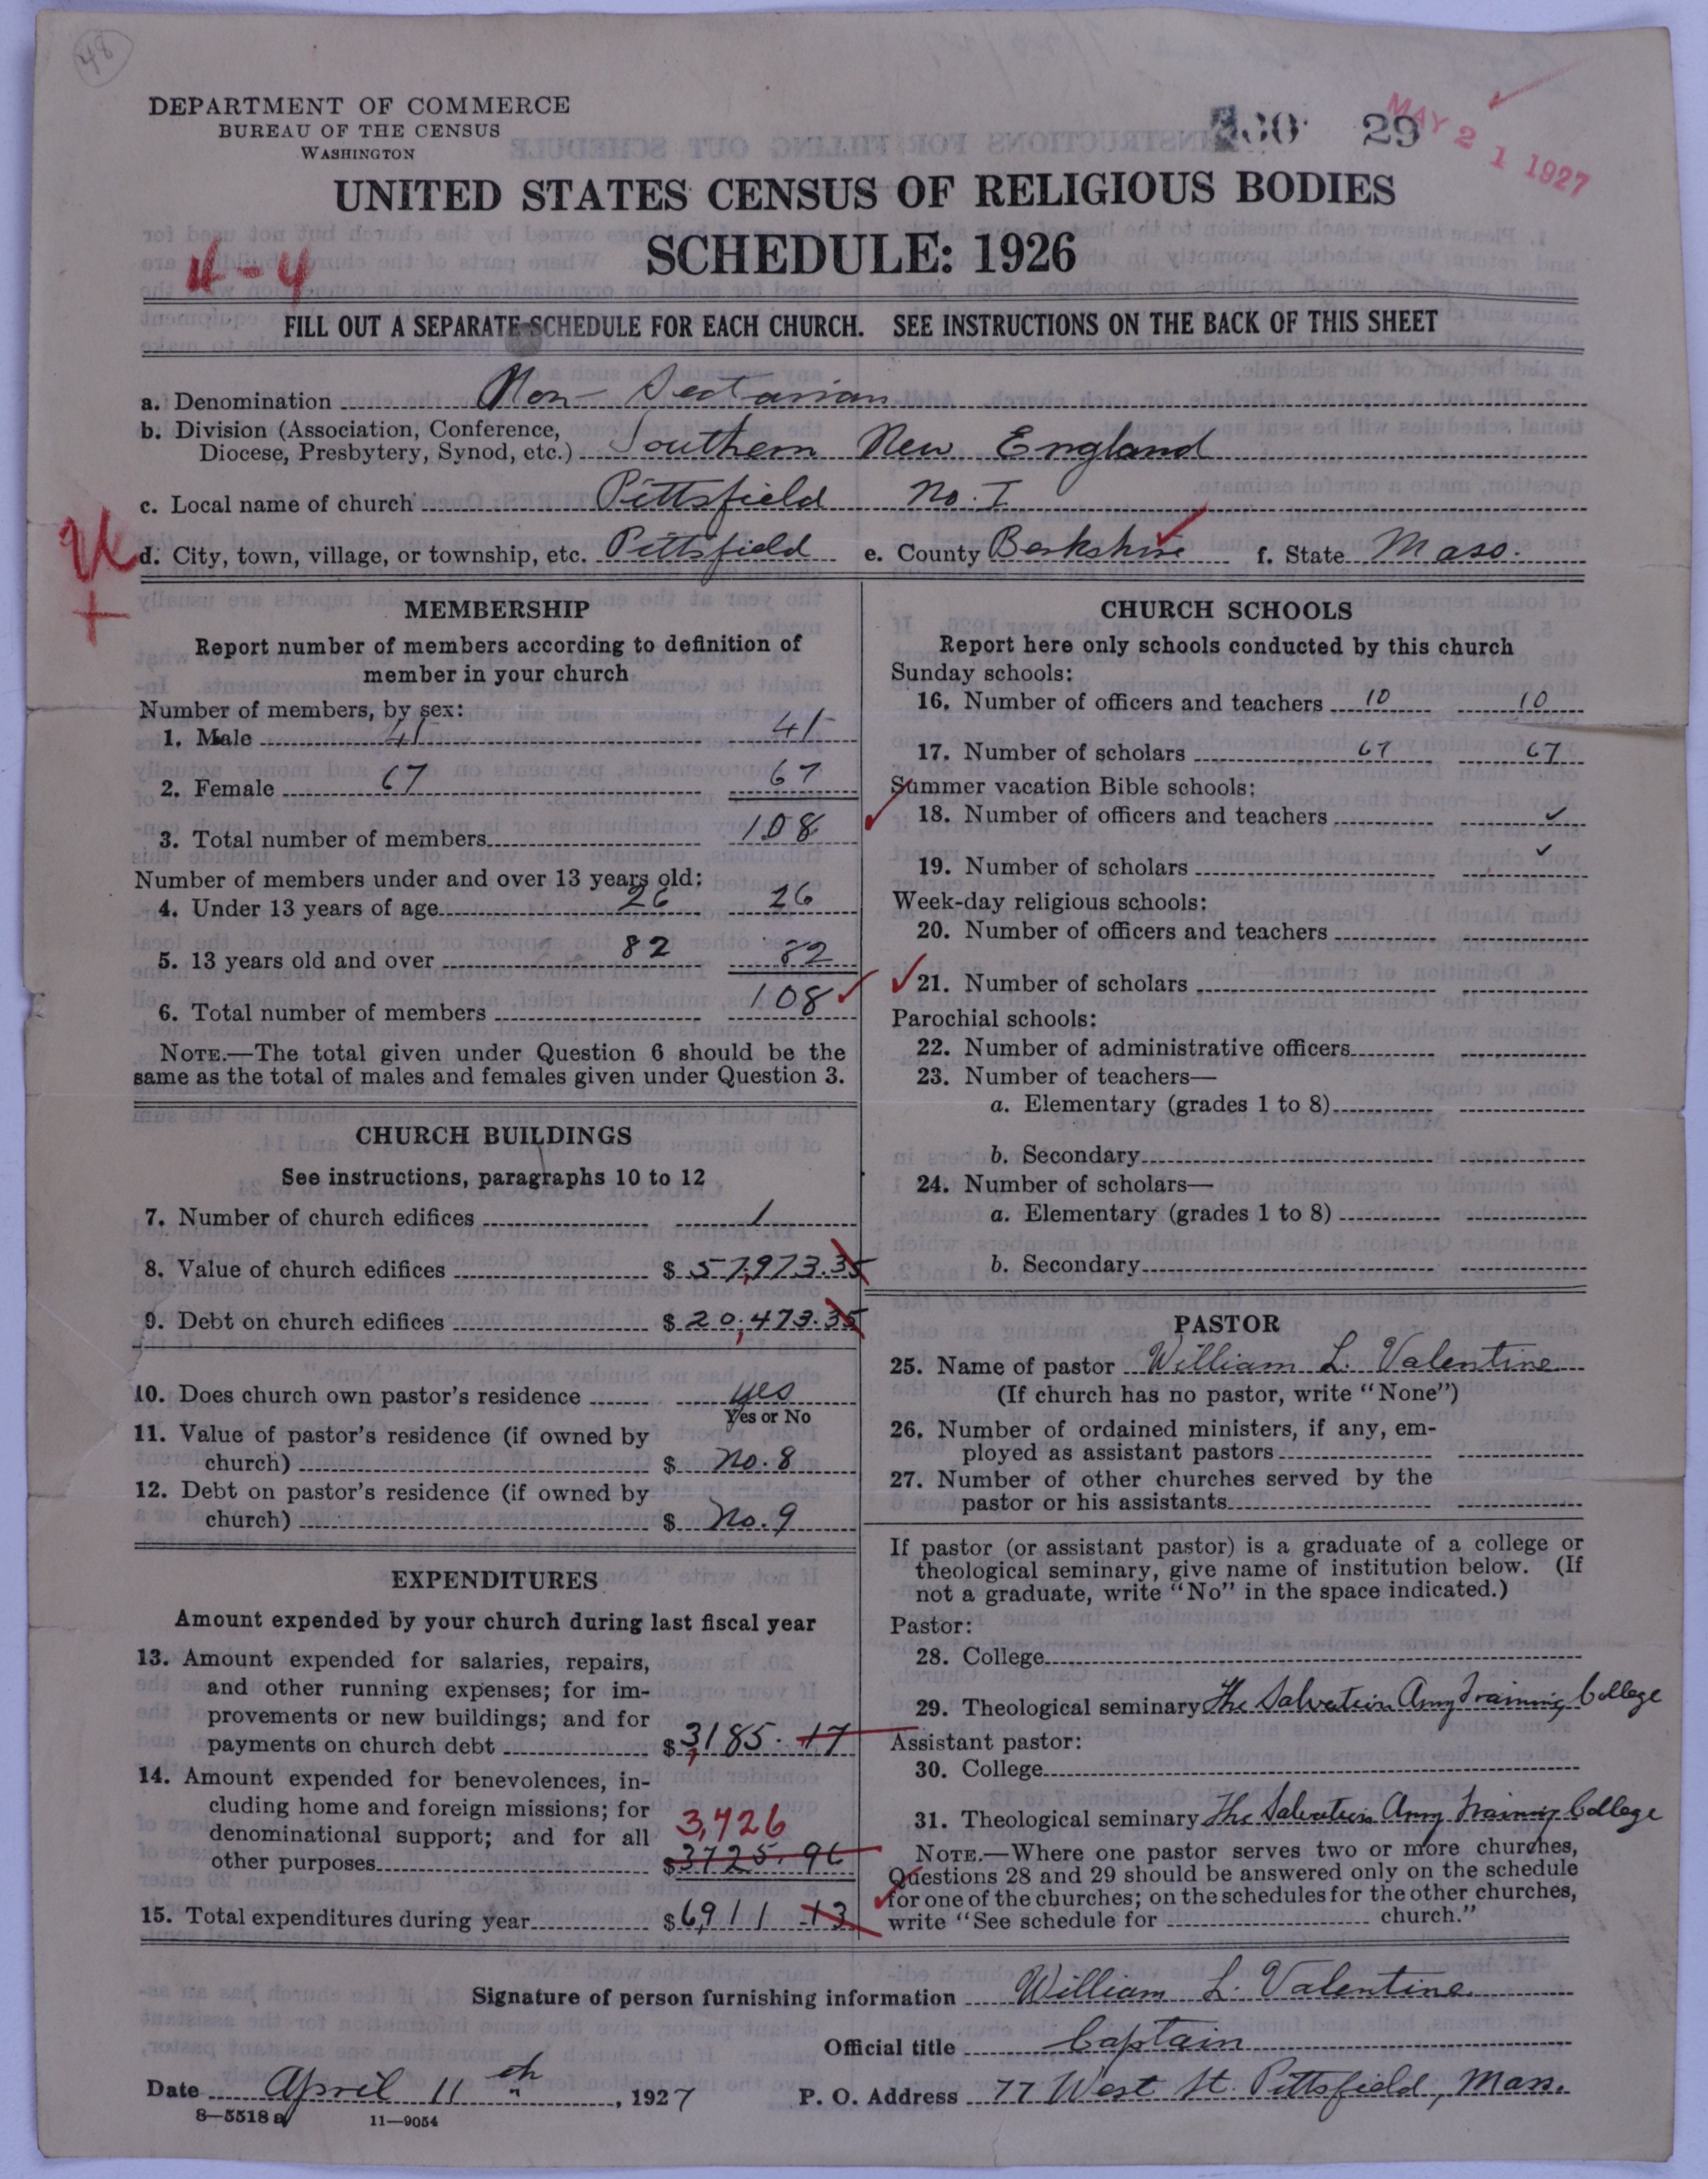 48
DEPARTMENT OF COMMERCE
BUREAU OF THE CENSUS
WASHINGTON
29
MAY 21 1927
UNITED STATES CENSUS OF RELIGIOUS BODIES
SCHEDULE: 1926
FILL OUT A SEPARATE SCHEDULE FOR EACH CHURCH. SEE INSTRUCTIONS ON THE BACK OF THIS SHEET
a. Denomination Non-Sectarian
b. Division (Association, Conference,
Diocese, Presbytery, Synod, etc.) Southern New England
c. Local name of church Pittsfield No. I
d. City, town, village, or township, etc. Pittsfield e. County Berkshire f. State Mass.
MEMBERSHIP
Report number of members according to definition of
member in your church
Number of members, by sex:
1. Male 41 41
2. Female 67 67
3. Total number of members 108
Number of members under and over 13 years old:
4. Under 13 years of age 26 26
5. 13 years old and over 82 82
6. Total number of members 108
NOTE.—The total given under Question 6 should be the
same as the total of males and females given under Question 3.
CHURCH BUILDINGS
See instructions, paragraphs 10 to 12
7. Number of church edifices 1
8. Value of church edifices $ 57,973.35
9. Debt on church edifices $ 20,473.35
10. Does church own pastor's residence yes
Yes or No
11. Value of pastor's residence (if owned by
church) $ No. 8
12. Debt on pastor's residence (if owned by
church) $ No. 9
EXPENDITURES
Amount expended by your church during last fiscal year
13. Amount expended for salaries, repairs,
and other running expenses; for im-
provements or new buildings; and for
payments on church debt $ 3,185.17
14. Amount expended for benevolences, in-
cluding home and foreign missions; for
denominational support; and for all 3,726
other purposes $ 3725.96
15. Total expenditures during year $ 6,911 13
CHURCH SCHOOLS
Report here only schools conducted by this church
Sunday schools:
16. Number of officers and teachers 10 10
17. Number of scholars 67 67
Summer vacation Bible schools:
18. Number of officers and teachers
19. Number of scholars
Week-day religious schools:
20. Number of officers and teachers
21. Number of scholars
Parochial schools:
22. Number of administrative officers
23. Number of teachers—
a. Elementary (grades 1 to 8)
b. Secondary
24. Number of scholars—
a. Elementary (grades 1 to 8)
b. Secondary
PASTOR
25. Name of pastor William L. Valentine
(If church has no pastor, write "None")
26. Number of ordained ministers, if any, em-
ployed as assistant pastors
27. Number of other churches served by the
pastor or his assistants
If pastor (or assistant pastor) is a graduate of a college or
theological seminary, give name of institution below. (If
not a graduate, write "No" in the space indicated.)
Pastor:
28. College
29. Theological seminary The Salvation Army Training College
Assistant pastor:
30. College
31. Theological seminary The Salvation Army Training College
NOTE.—Where one pastor serves two or more churches,
Questions 28 and 29 should be answered only on the schedule
for one of the churches; on the schedules for the other churches,
write "See schedule for church."
Signature of person furnishing information William L. Valentine
Official title Captain
Date April 11th, 1927 P. O. Address 77 West St. Pittsfield, Mass.
8—5518 a 11—9054